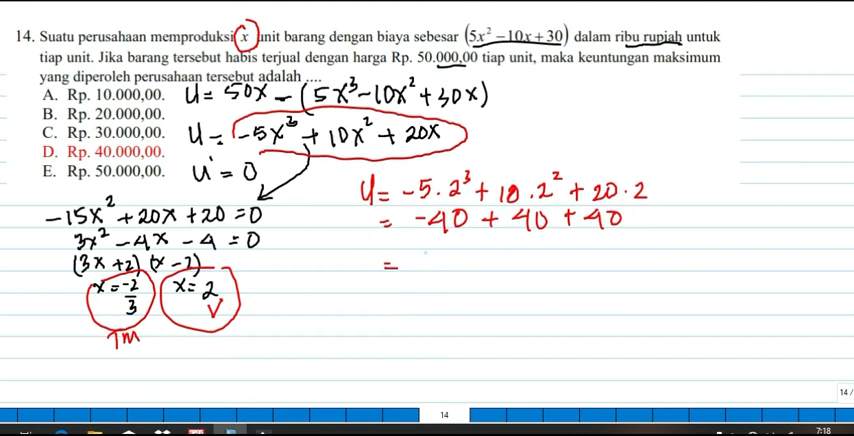 14. Suatu perusahaan memproduksi x unit barang dengan biaya sebesar (5x² −10x+30) dalam ribu rupiah untuk
tiap unit. Jika barang tersebut habis terjual dengan harga Rp. 50.000,00 tiap unit, maka keuntungan maksimum
yang diperoleh perusahaan tersebut adalah ....
A. Rp. 10.000,00.
B. Rp. 20.000,00.
C. Rp. 30.000,00.
D. Rp. 40.000,00.
E. Rp. 50.000,00.
U = 50x − (5x³ − 10x² + 30x)
U = −5x³ + 10x² + 20x
U' = 0
−15x² + 20x + 20 = 0
3x² − 4x − 4 = 0
(3x + 2) (x − 2)
x = −2/3 x = 2
TM V
U = −5 . 2³ + 10 . 2² + 20 . 2
= −40 + 40 + 40
=
14 /
14
7:18